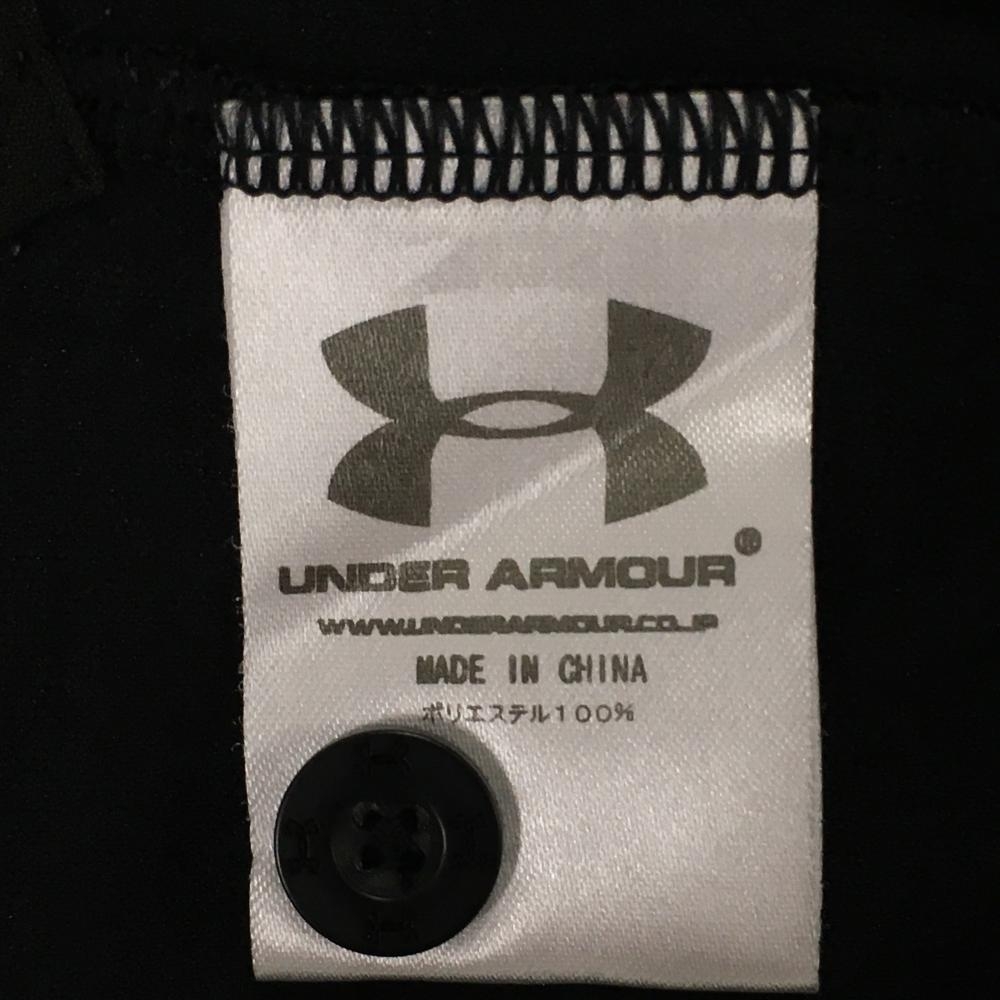 UNDER ARMOUR®
WWW.UNDERARMOUR.CO.JP
MADE IN CHINA
ポリエステル100%